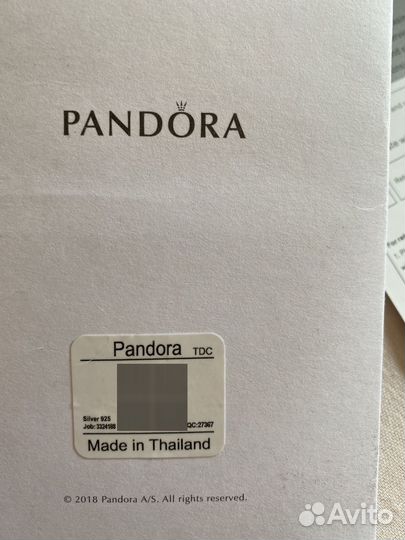 PANDORA
Pandora TDC
Silver 925
Job: 3324188 QC:27367
Made in Thailand
© 2018 Pandora A/S. All rights reserved.
Avito